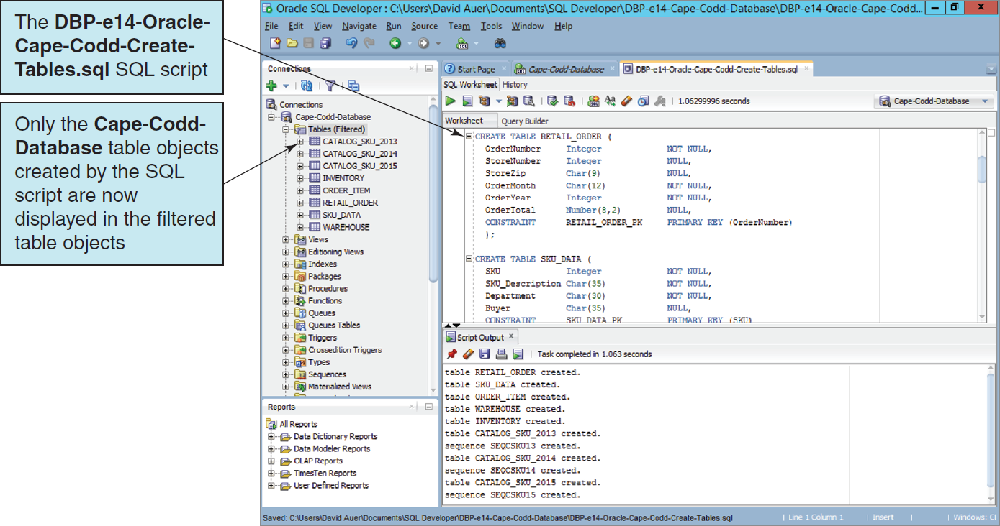 The DBP-e14-Oracle-
Cape-Codd-Create-
Tables.sql SQL script
Only the Cape-Codd-
Database table objects
created by the SQL
script are now
displayed in the filtered
table objects
Oracle SQL Developer : C:\Users\David Auer\Documents\SQL Developer\DBP-e14-Cape-Codd-Database\DBP-e14-Oracle-Cape-Codd...
File Edit View Navigate Run Source Team Tools Window Help
Connections
Connections
Cape-Codd-Database
Tables (Filtered)
CATALOG_SKU_2013
CATALOG_SKU_2014
CATALOG_SKU_2015
INVENTORY
ORDER_ITEM
RETAIL_ORDER
SKU_DATA
WAREHOUSE
Views
Editioning Views
Indexes
Packages
Procedures
Functions
Queues
Queues Tables
Triggers
Crossedition Triggers
Types
Sequences
Materialized Views
Reports
All Reports
Data Dictionary Reports
Data Modeler Reports
OLAP Reports
TimesTen Reports
User Defined Reports
Start Page Cape-Codd-Database DBP-e14-Oracle-Cape-Codd-Create-Tables.sql
SQL Worksheet History
1.06299996 seconds Cape-Codd-Database
Worksheet Query Builder
CREATE TABLE RETAIL_ORDER (
OrderNumber Integer NOT NULL,
StoreNumber Integer NULL,
StoreZip Char(9) NULL,
OrderMonth Char(12) NOT NULL,
OrderYear Integer NOT NULL,
OrderTotal Number(8,2) NULL,
CONSTRAINT RETAIL_ORDER_PK PRIMARY KEY (OrderNumber)
);
CREATE TABLE SKU_DATA (
SKU Integer NOT NULL,
SKU_Description Char(35) NOT NULL,
Department Char(30) NOT NULL,
Buyer Char(35) NULL,
CONSTRAINT SKU_DATA_PK PRIMARY KEY (SKU)
Script Output
Task completed in 1.063 seconds
table RETAIL_ORDER created.
table SKU_DATA created.
table ORDER_ITEM created.
table WAREHOUSE created.
table INVENTORY created.
table CATALOG_SKU_2013 created.
sequence SEQCSKU13 created.
table CATALOG_SKU_2014 created.
sequence SEQCSKU14 created.
table CATALOG_SKU_2015 created.
sequence SEQCSKU15 created.
Saved: C:\Users\David Auer\Documents\SQL Developer\DBP-e14-Cape-Codd-Database\DBP-e14-Oracle-Cape-Codd-Create-Tables.sql Line 1 Column 1 Insert Windows: